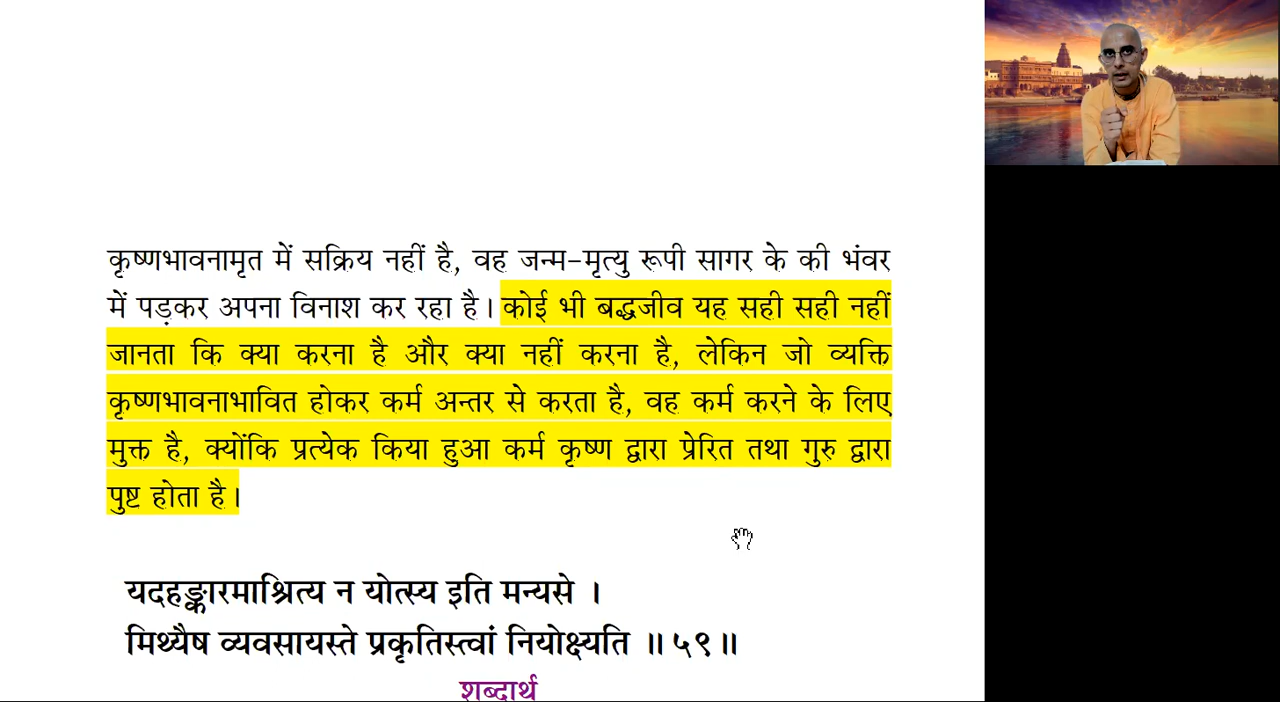 कृष्णभावनामृत में सक्रिय नहीं है, वह जन्म-मृत्यु रूपी सागर के की भंवर
में पड़कर अपना विनाश कर रहा है। कोई भी बद्धजीव यह सही सही नहीं
जानता कि क्या करना है और क्या नहीं करना है, लेकिन जो व्यक्ति
कृष्णभावनाभावित होकर कर्म अन्तर से करता है, वह कर्म करने के लिए
मुक्त है, क्योंकि प्रत्येक किया हुआ कर्म कृष्ण द्वारा प्रेरित तथा गुरु द्वारा
पुष्ट होता है।
यदहङ्कारमाश्रित्य न योत्स्य इति मन्यसे ।
मिथ्यैष व्यवसायस्ते प्रकृतिस्त्वां नियोक्ष्यति ॥५९॥
शब्दार्थ